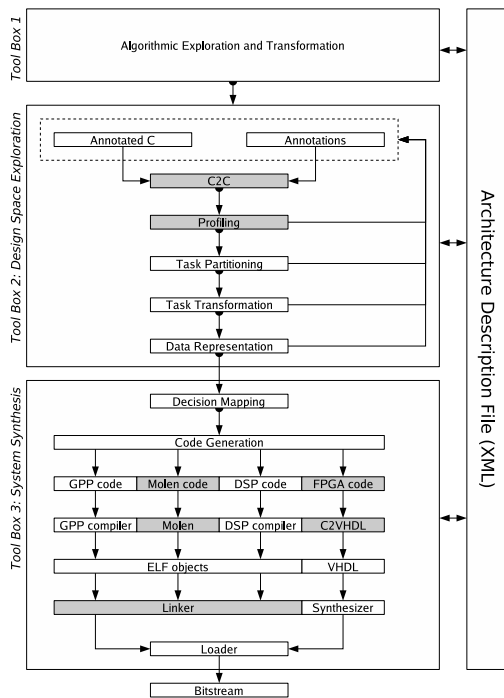 Tool Box 1
Algorithmic Exploration and Transformation
Tool Box 2: Design Space Exploration
Annotated C
Annotations
C2C
Profiling
Task Partitioning
Task Transformation
Data Representation
Tool Box 3: System Synthesis
Decision Mapping
Code Generation
GPP code
Molen code
DSP code
FPGA code
GPP compiler
Molen
DSP compiler
C2VHDL
ELF objects
VHDL
Linker
Synthesizer
Loader
Bitstream
Architecture Description File (XML)